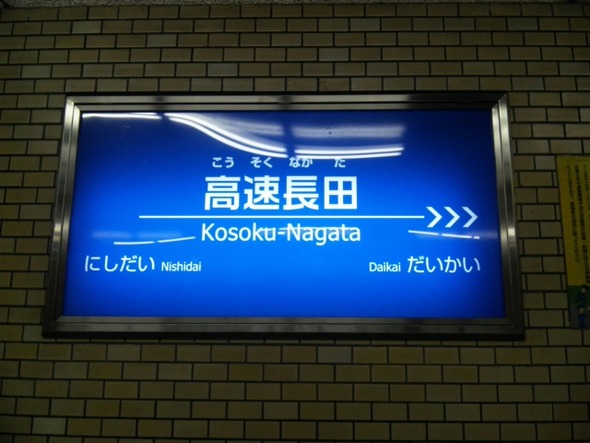 こう そく なが た
高速長田
Kosoku-Nagata
にしだい Nishidai
Daikai だいかい